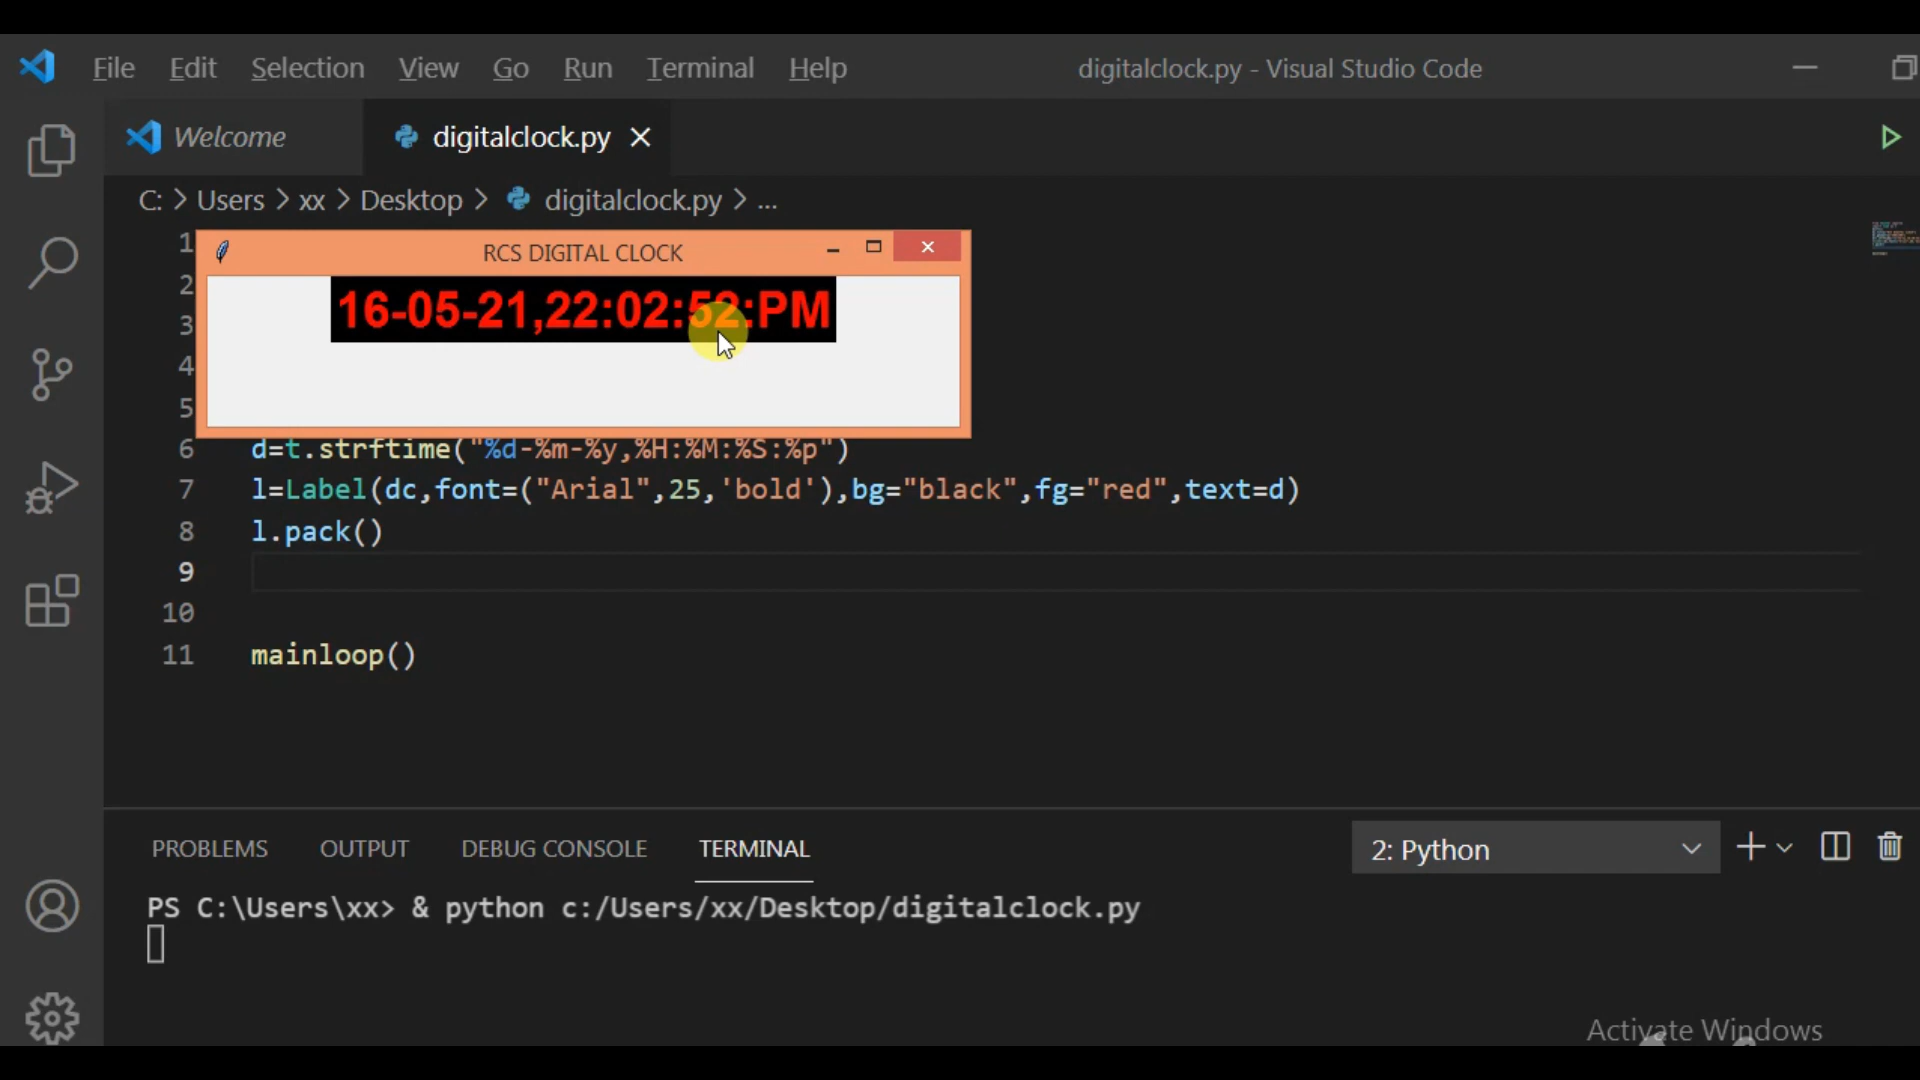 File Edit Selection View Go Run Terminal Help digitalclock.py - Visual Studio Code
Welcome digitalclock.py
C: > Users > xx > Desktop > digitalclock.py > ...
1
RCS DIGITAL CLOCK
2
16-05-21,22:02:52:PM
3
4
5
6 d=t.strftime("%d-%m-%y,%H:%M:%S:%p")
7 l=Label(dc,font=("Arial",25,'bold'),bg="black",fg="red",text=d)
8 l.pack()
9
10
11 mainloop()
PROBLEMS OUTPUT DEBUG CONSOLE TERMINAL 2: Python
PS C:\Users\xx> & python c:/Users/xx/Desktop/digitalclock.py
Activate Windows